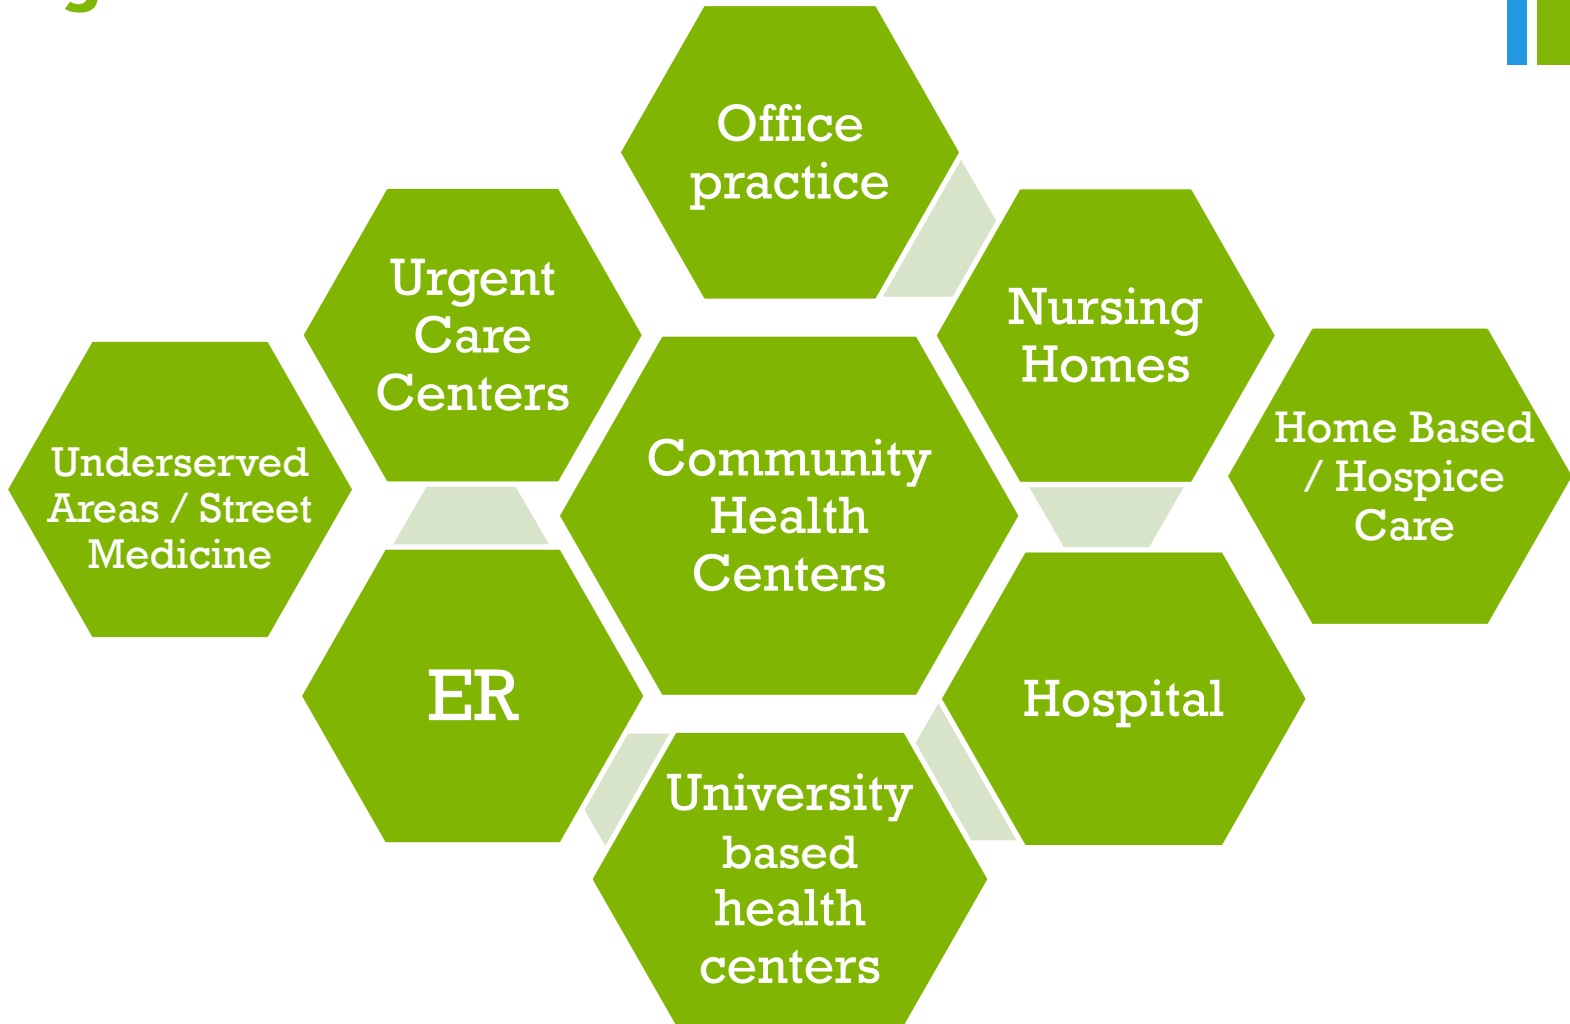 Office
practice
Urgent
Care
Centers
Nursing
Homes
Underserved
Areas / Street
Medicine
Community
Health
Centers
Home Based
/ Hospice
Care
ER
Hospital
University
based
health
centers